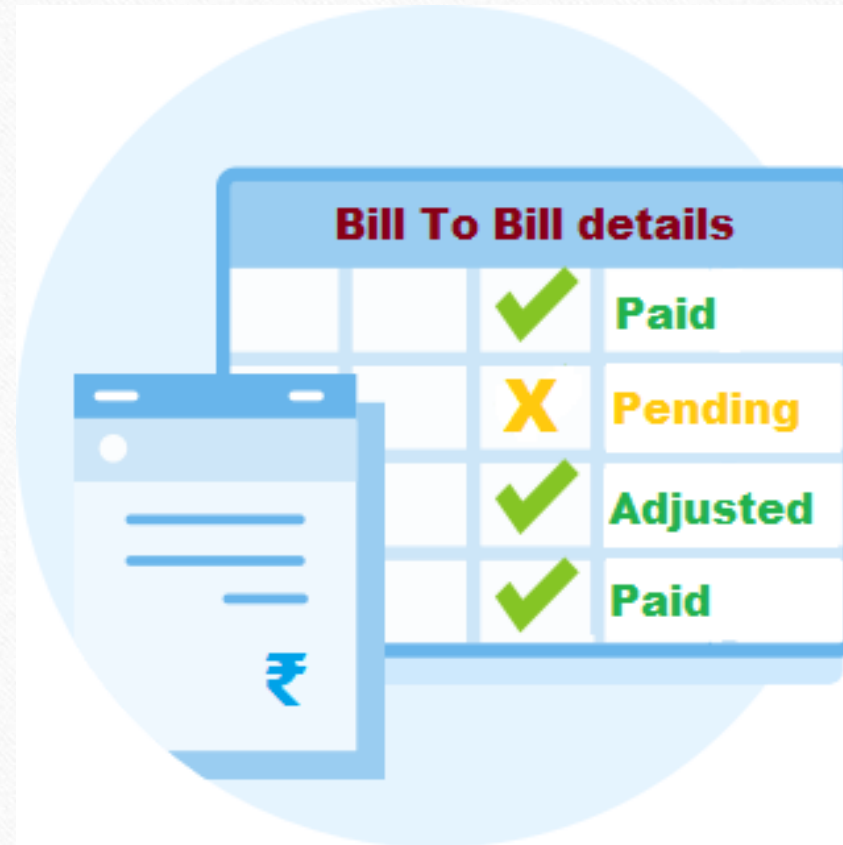 Bill To Bill details
Paid
X Pending
Adjusted
Paid
₹